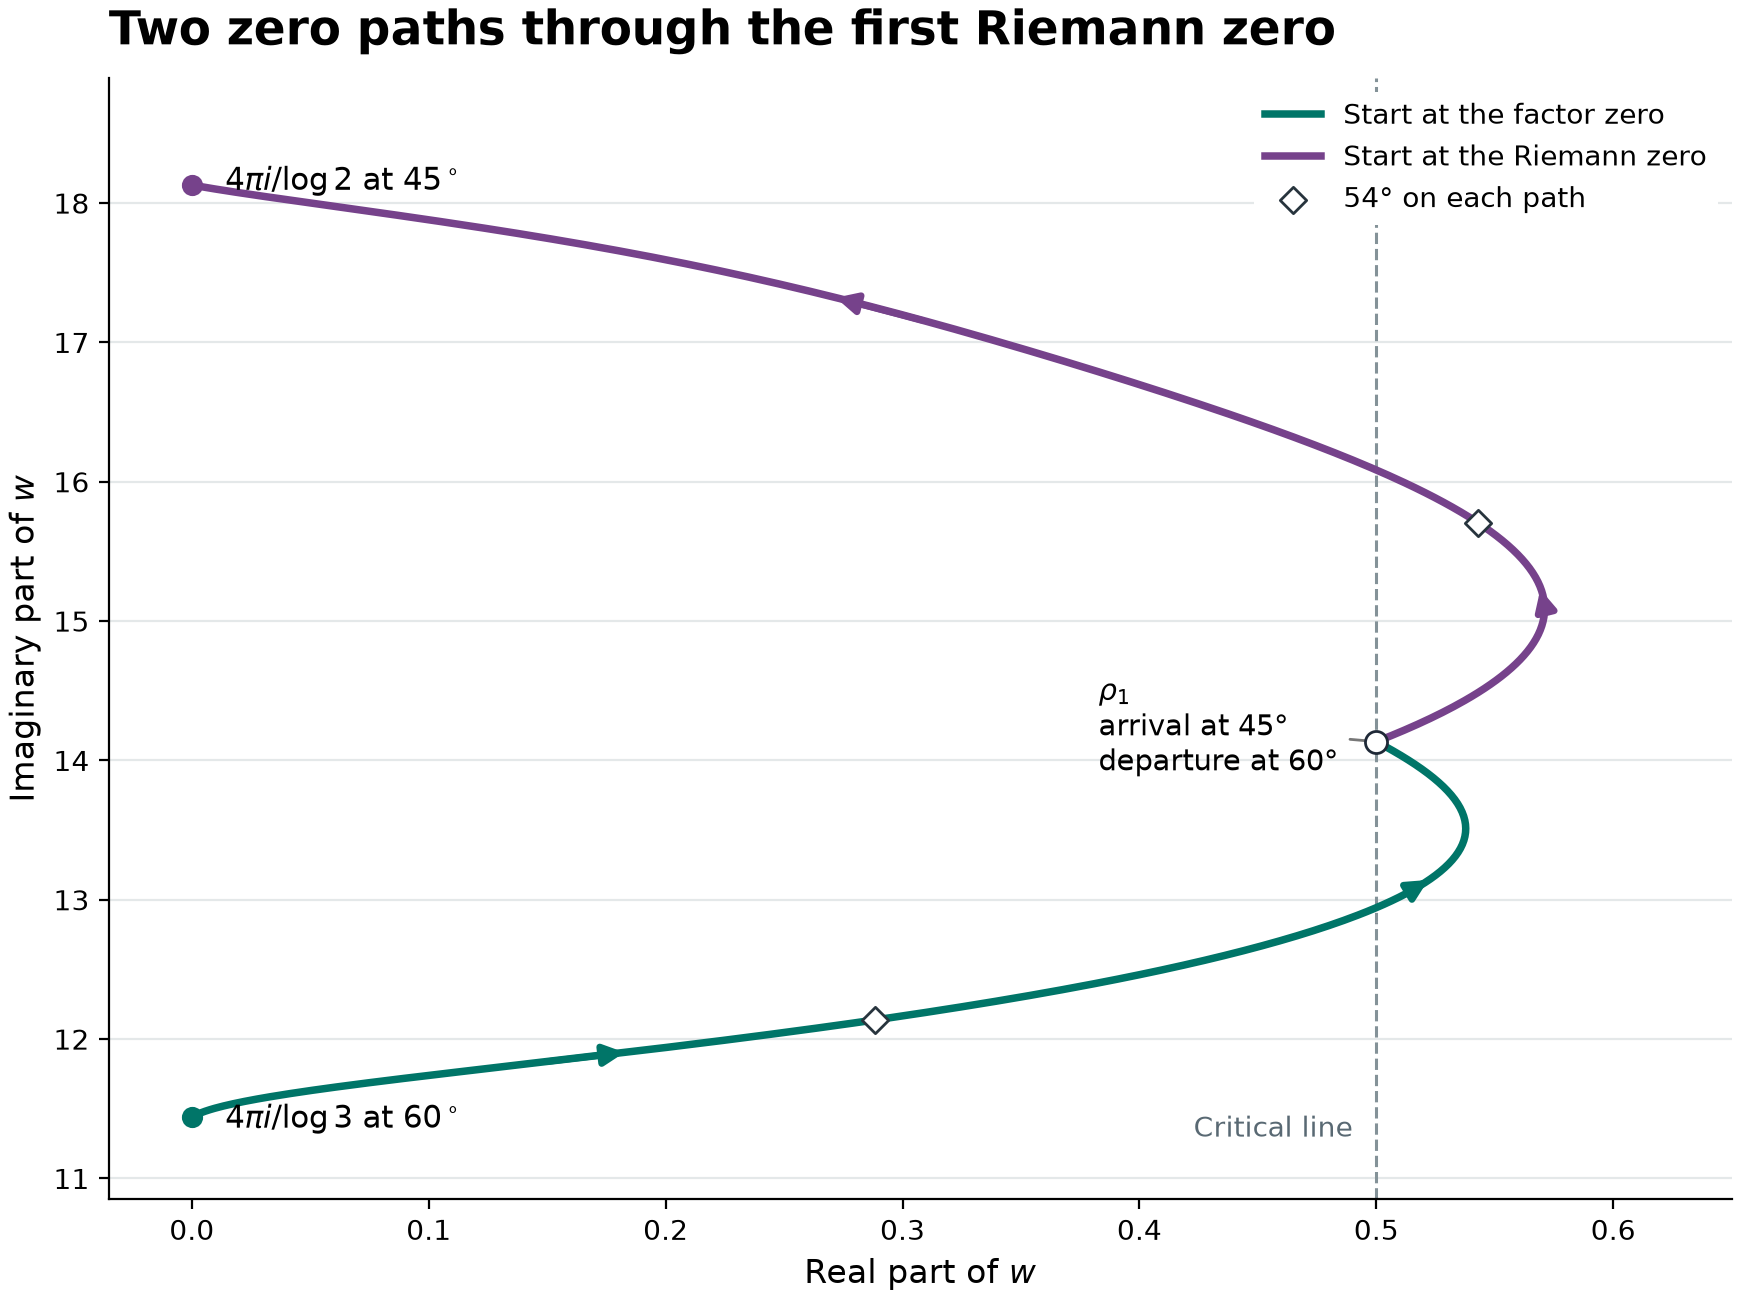 Two zero paths through the first Riemann zero
Start at the factor zero
Start at the Riemann zero
54° on each path
4πi/log 2 at 45°
18
17
16
15
14
13
12
11
Imaginary part of w
ρ₁
arrival at 45°
departure at 60°
4πi/log 3 at 60°
Critical line
0.0 0.1 0.2 0.3 0.4 0.5 0.6
Real part of w